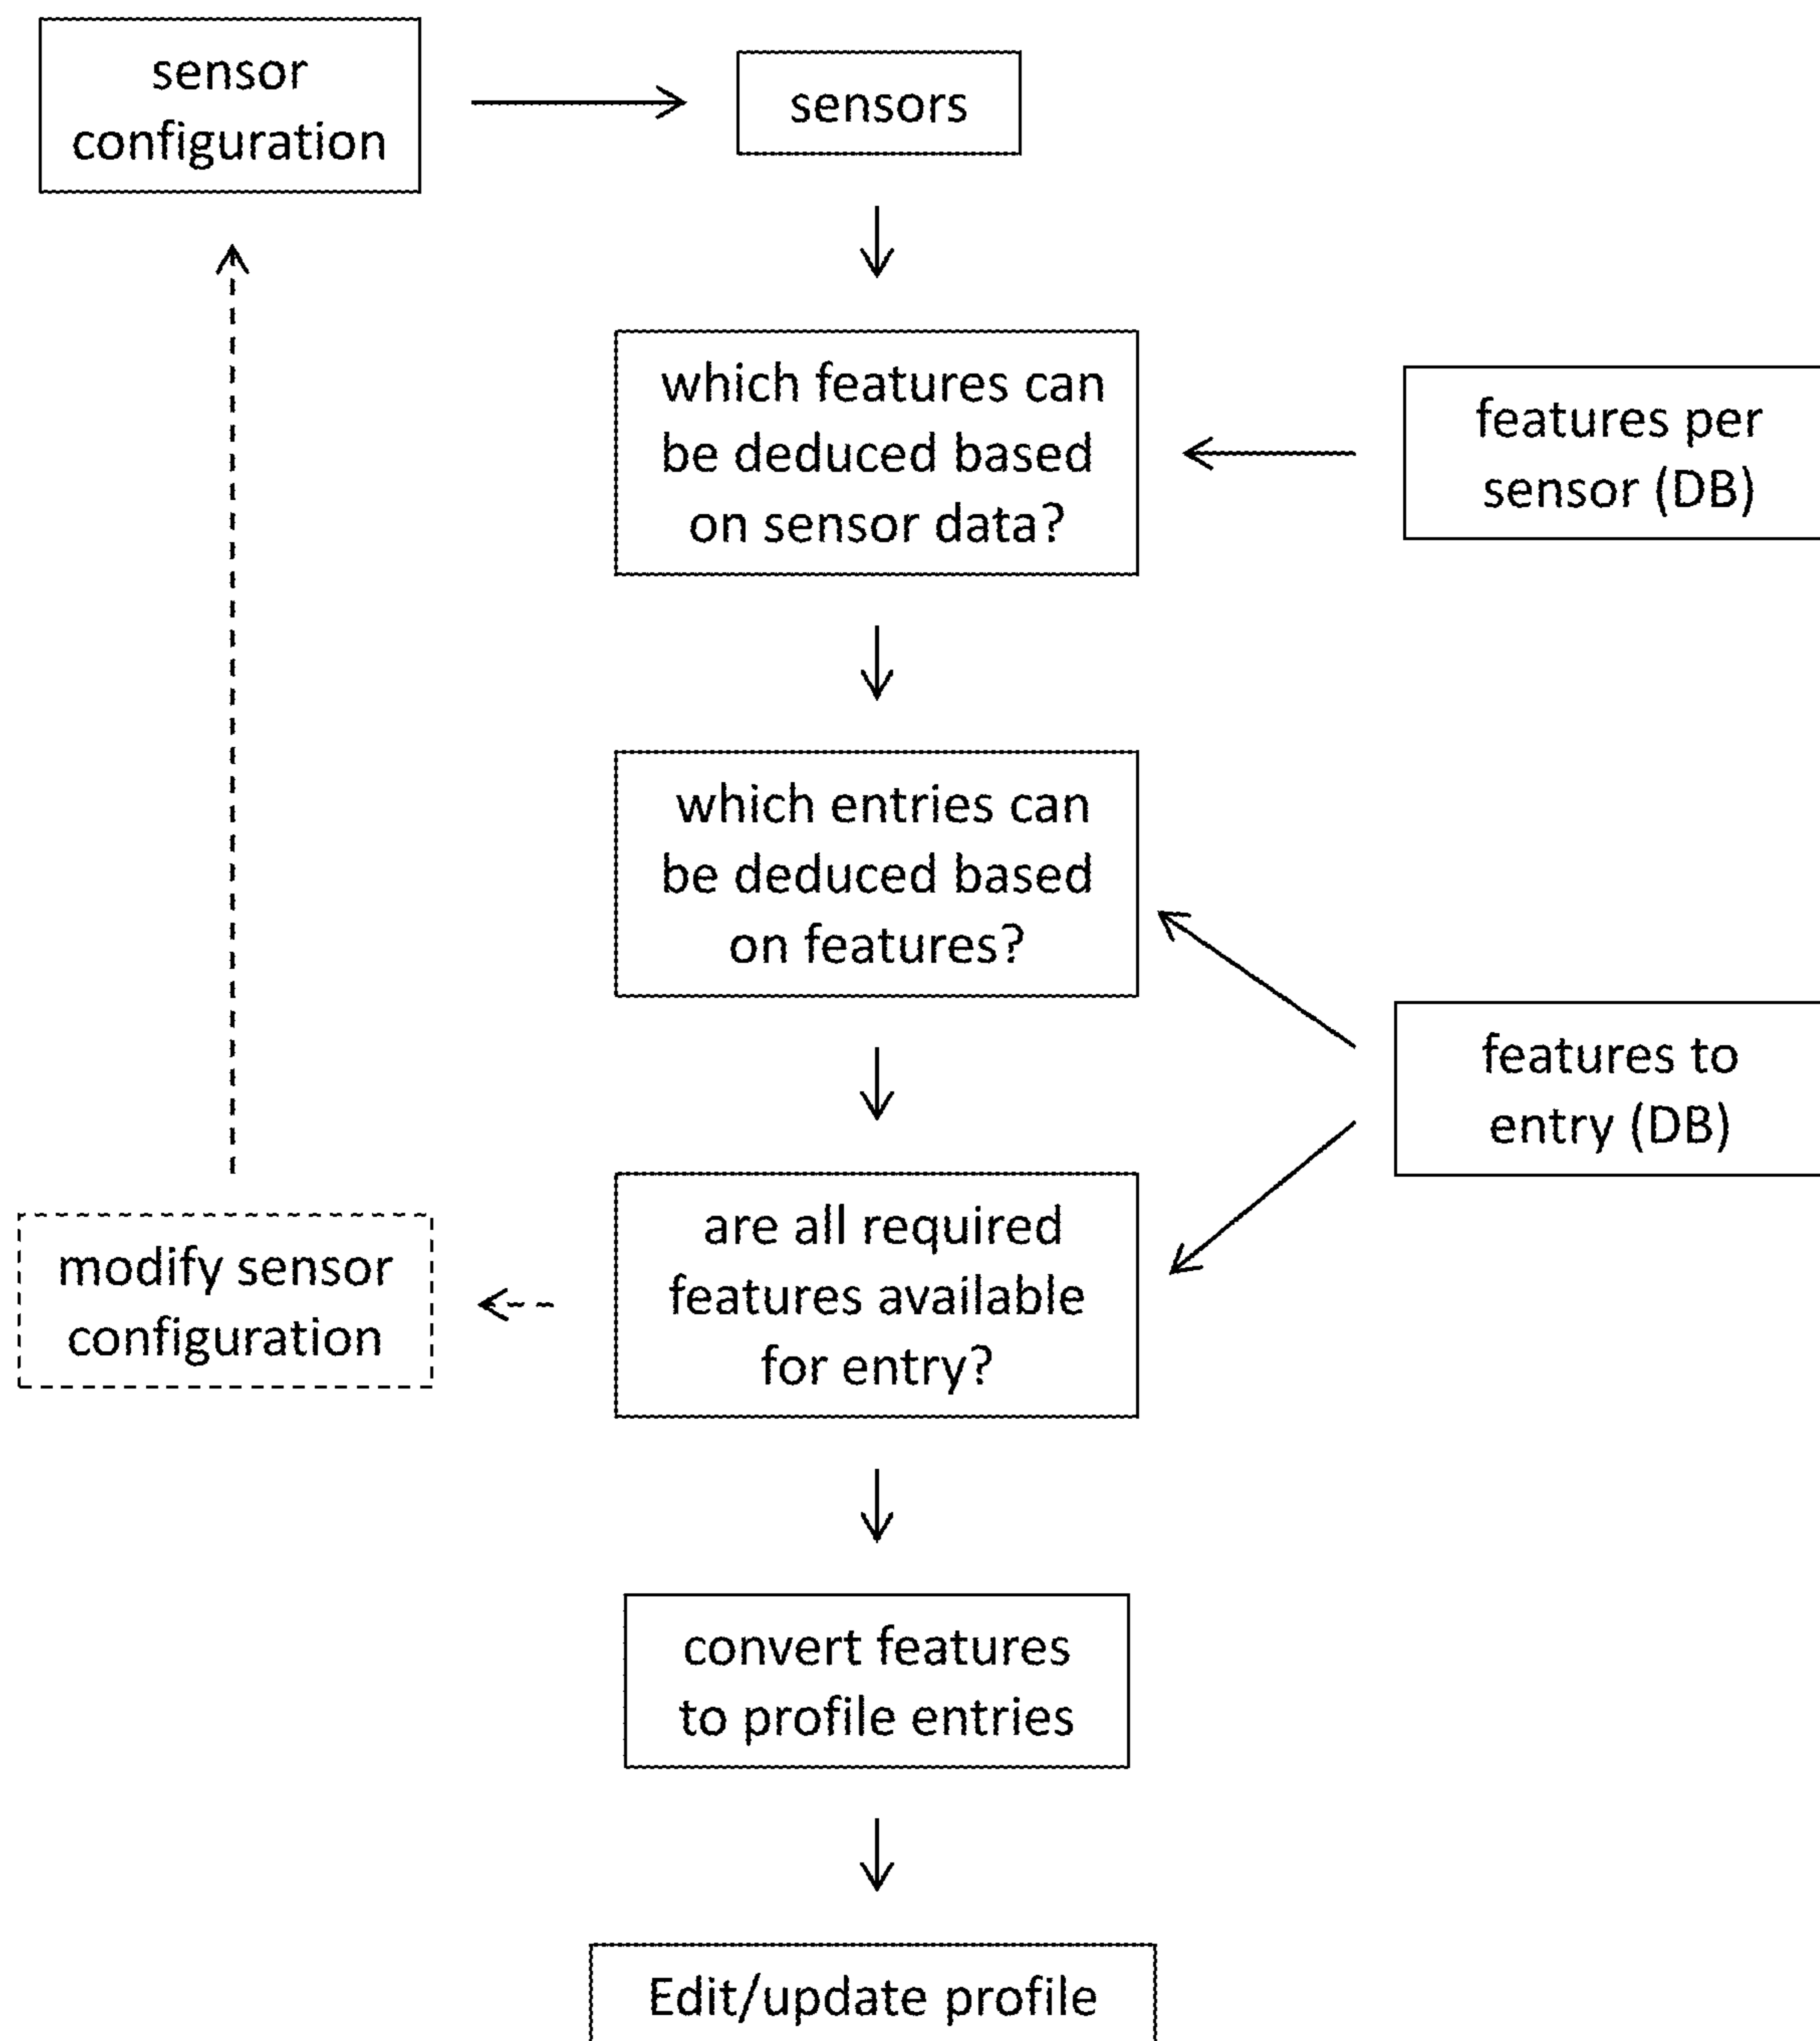 sensor
configuration
sensors
which features can
be deduced based
on sensor data?
features per
sensor (DB)
which entries can
be deduced based
on features?
features to
entry (DB)
are all required
features available
for entry?
modify sensor
configuration
convert features
to profile entries
Edit/update profile